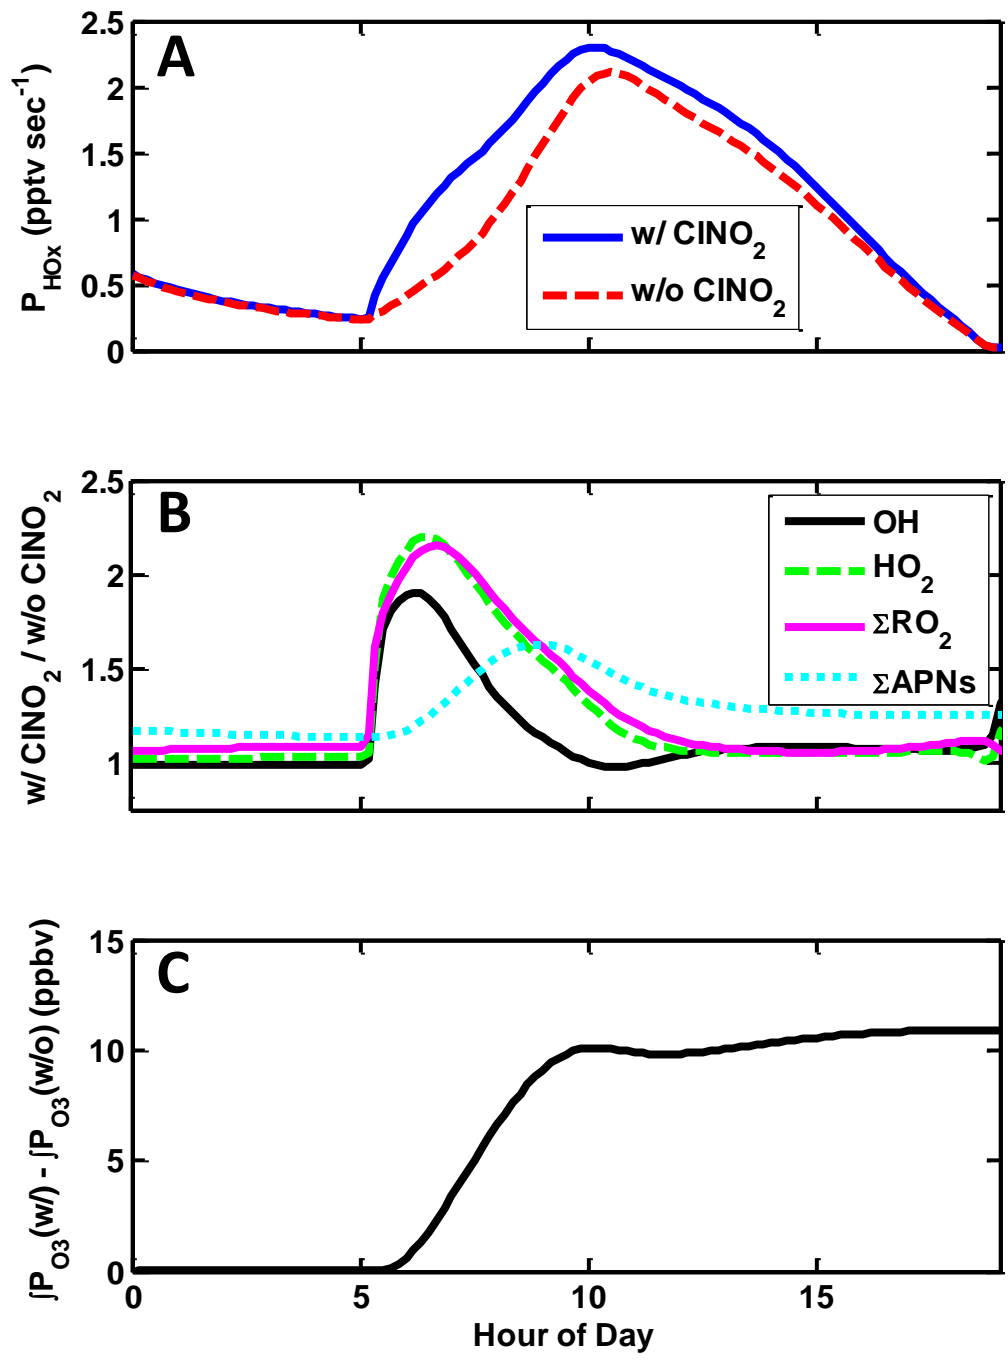 A
P_HOx (pptv sec^-1)
2.5
2
1.5
1
0.5
0
w/ ClNO₂
w/o ClNO₂
B
w/ ClNO₂ / w/o ClNO₂
2.5
2
1.5
1
OH
HO₂
ΣRO₂
ΣAPNs
C
∫P_O3(w/) - ∫P_O3(w/o) (ppbv)
15
10
5
0
0 5 10 15
Hour of Day